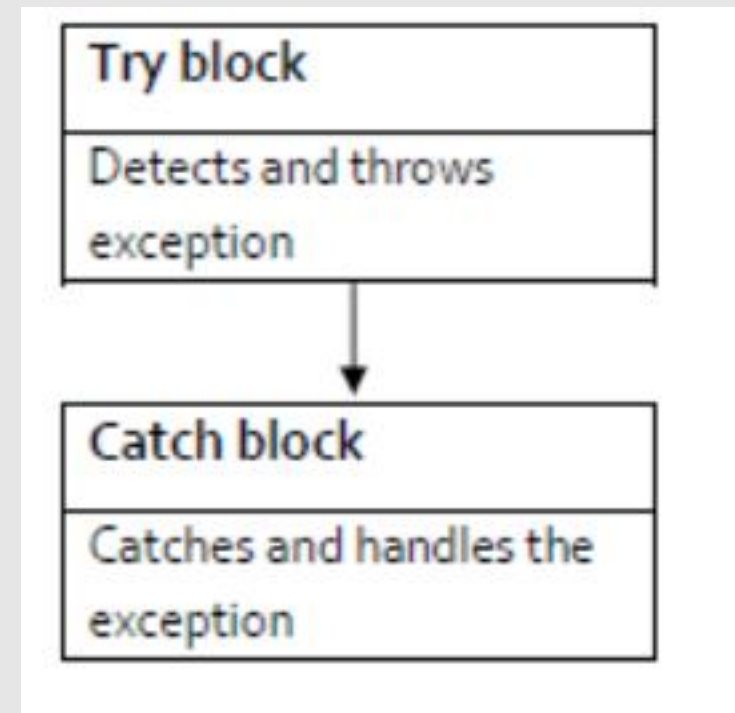 Try block
Detects and throws
exception
Catch block
Catches and handles the
exception